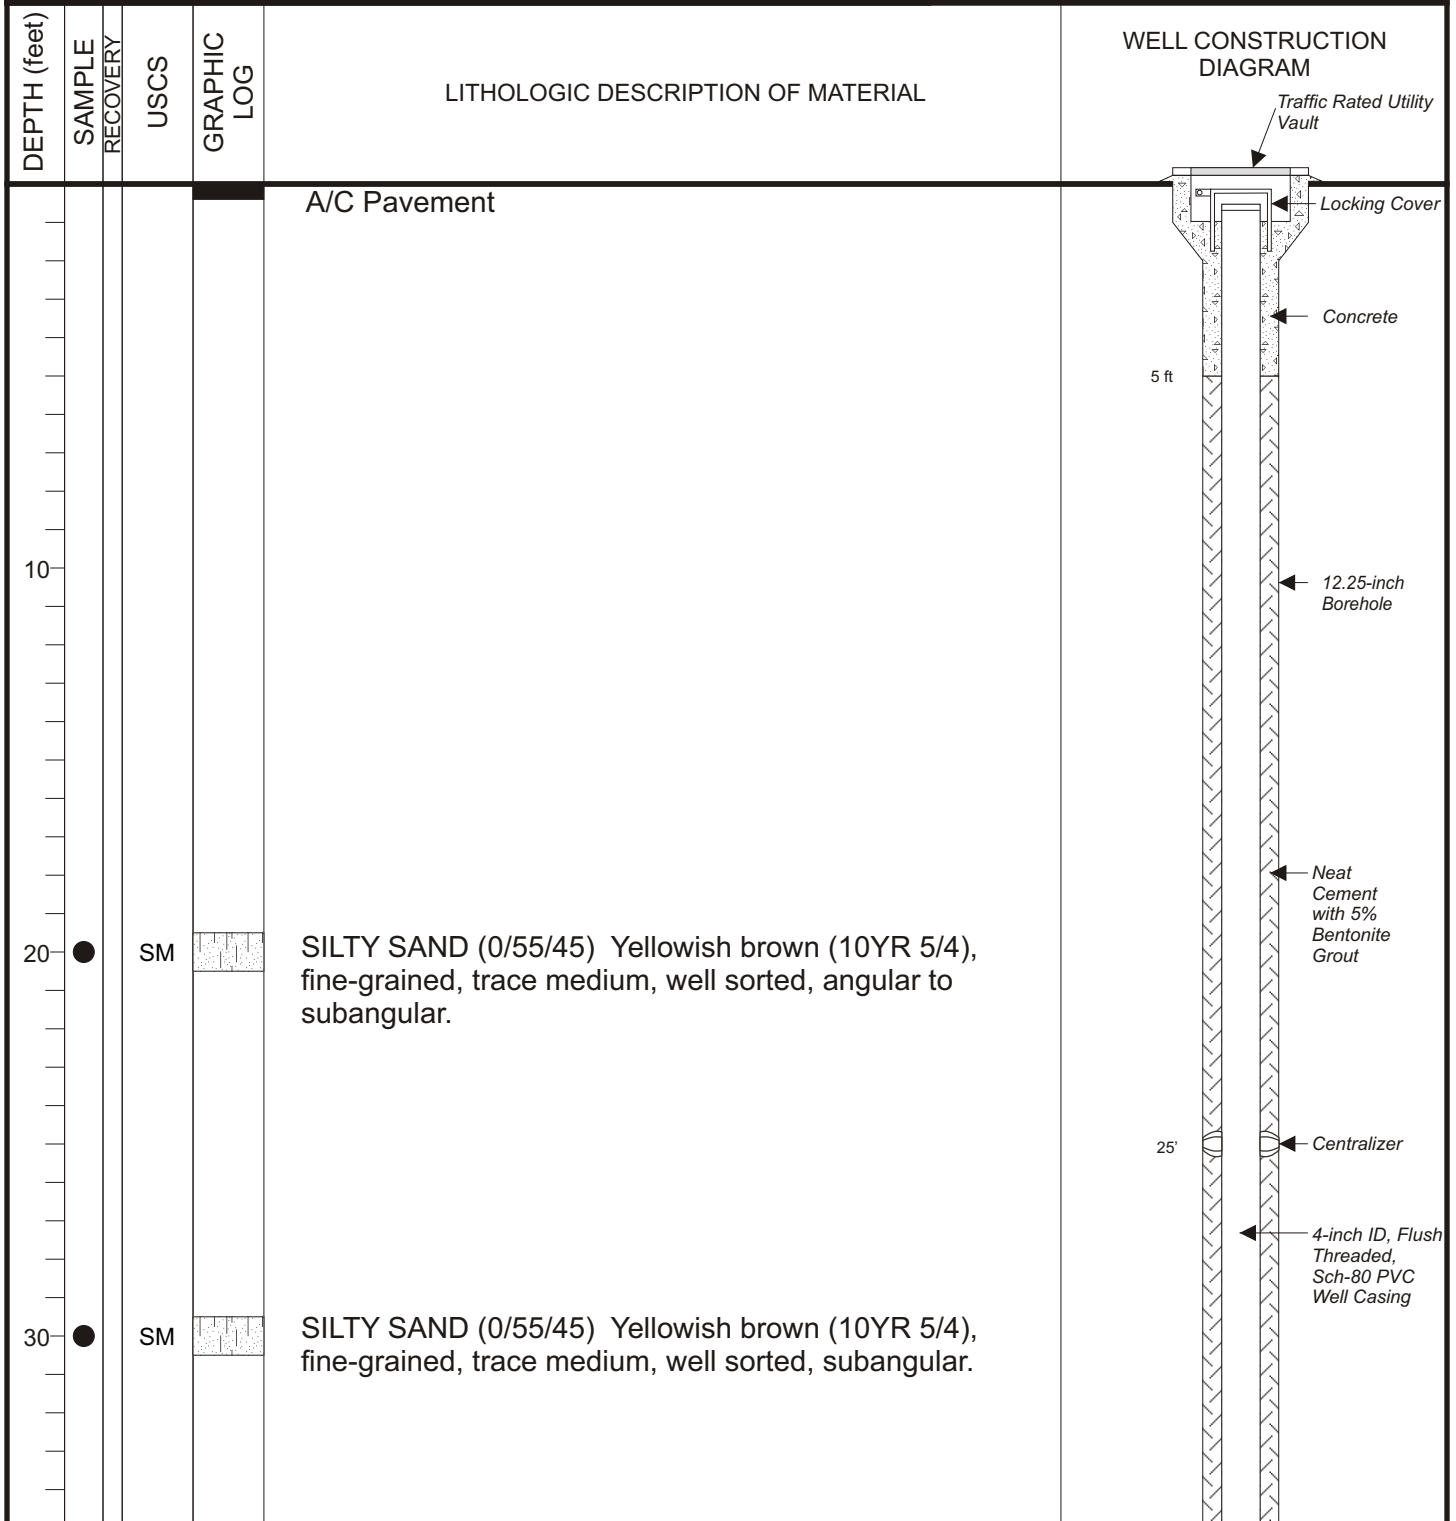 DEPTH (feet)
SAMPLE
RECOVERY
USCS
GRAPHIC
LOG
LITHOLOGIC DESCRIPTION OF MATERIAL
WELL CONSTRUCTION
DIAGRAM
Traffic Rated Utility
Vault
A/C Pavement
Locking Cover
Concrete
5 ft
10
12.25-inch
Borehole
Neat
Cement
with 5%
Bentonite
Grout
20
SM
SILTY SAND (0/55/45) Yellowish brown (10YR 5/4),
fine-grained, trace medium, well sorted, angular to
subangular.
25'
Centralizer
4-inch ID, Flush
Threaded,
Sch-80 PVC
Well Casing
30
SM
SILTY SAND (0/55/45) Yellowish brown (10YR 5/4),
fine-grained, trace medium, well sorted, subangular.